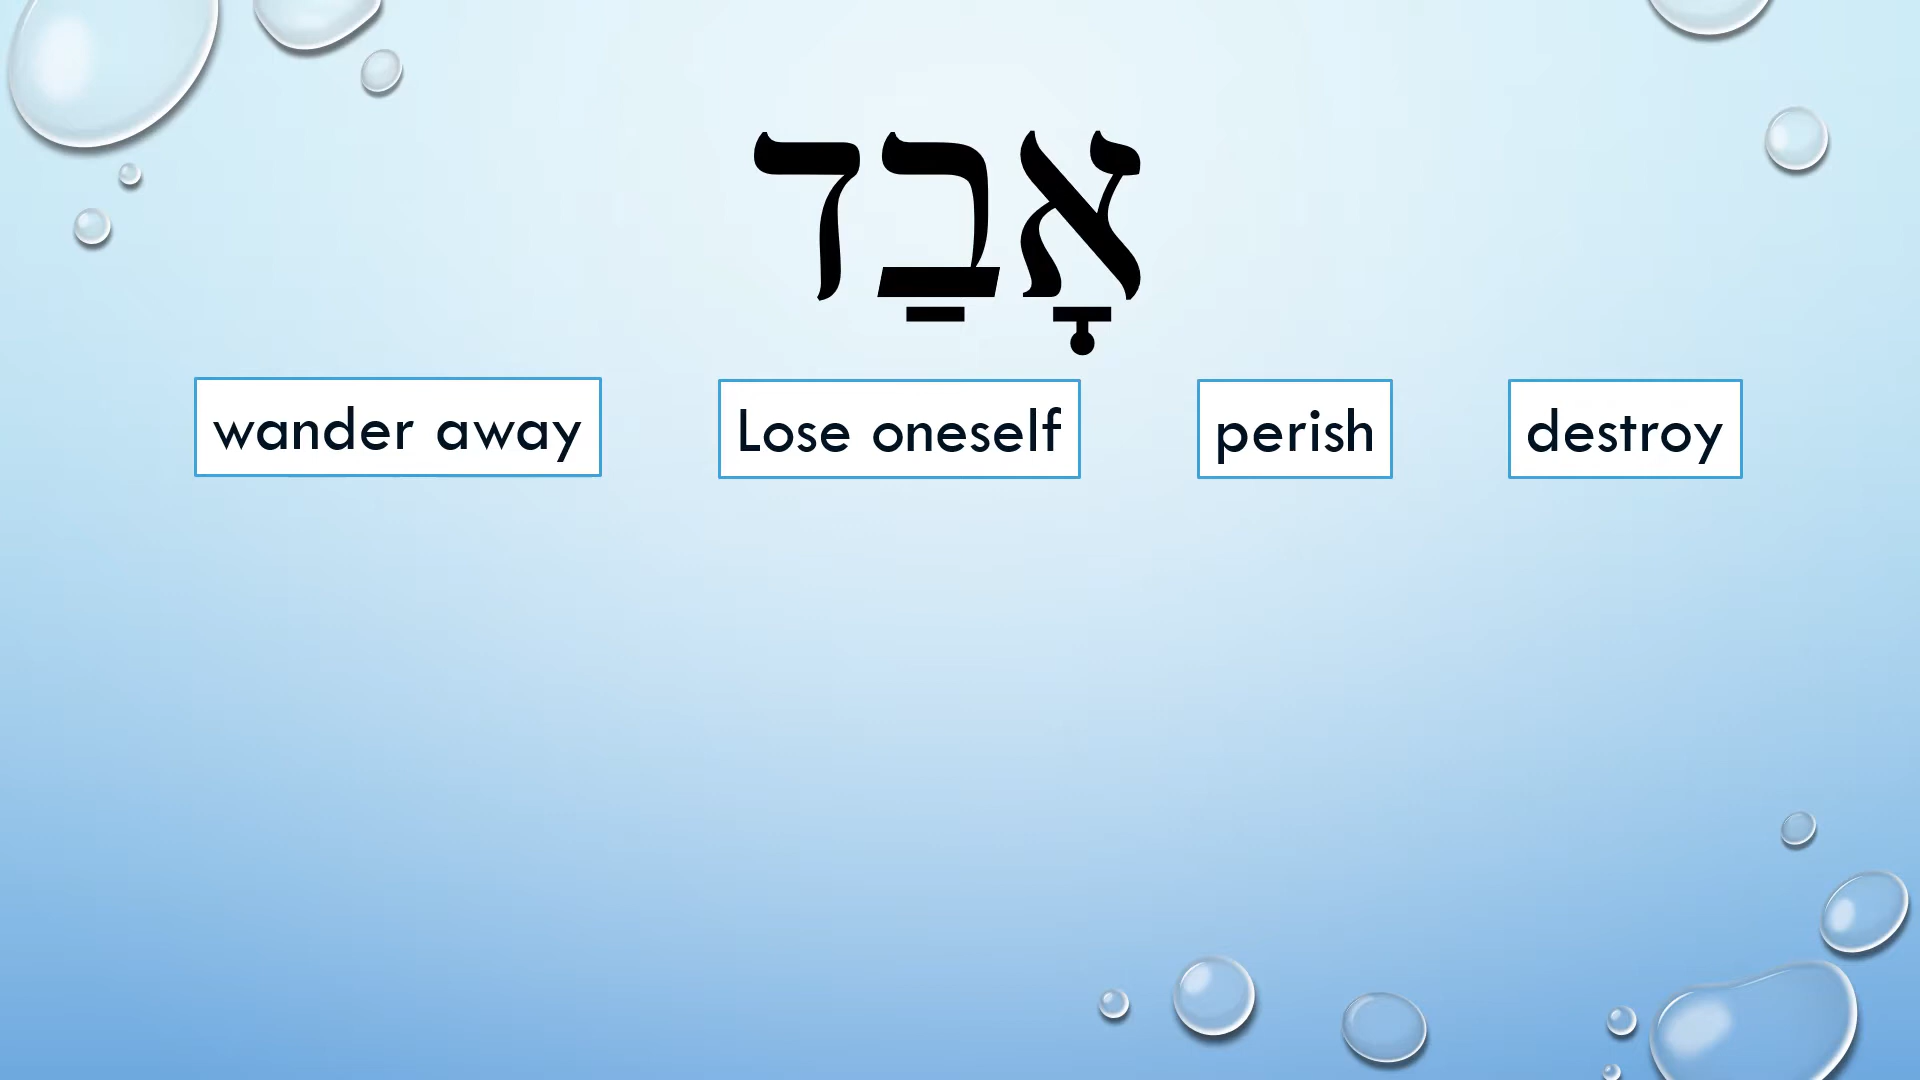 אָבַד
wander away
Lose oneself
perish
destroy